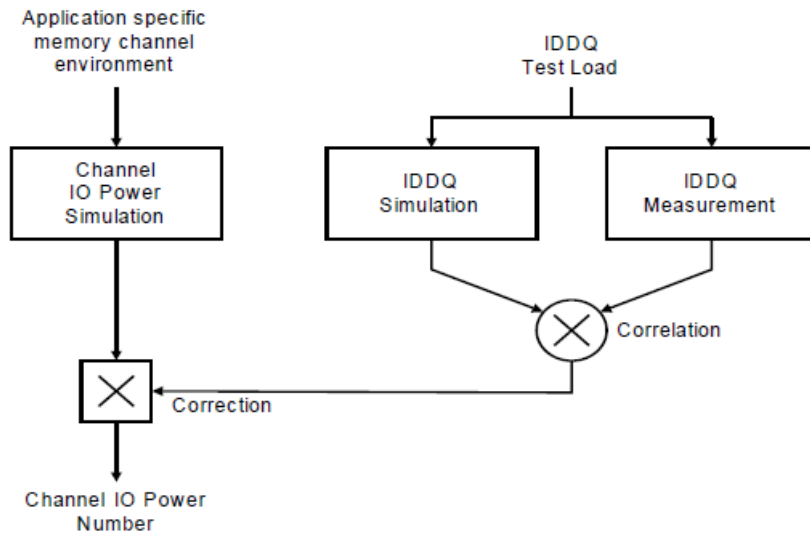 Application specific
memory channel
environment
IDDQ
Test Load
Channel
IO Power
Simulation
IDDQ
Simulation
IDDQ
Measurement
Correlation
Correction
Channel IO Power
Number